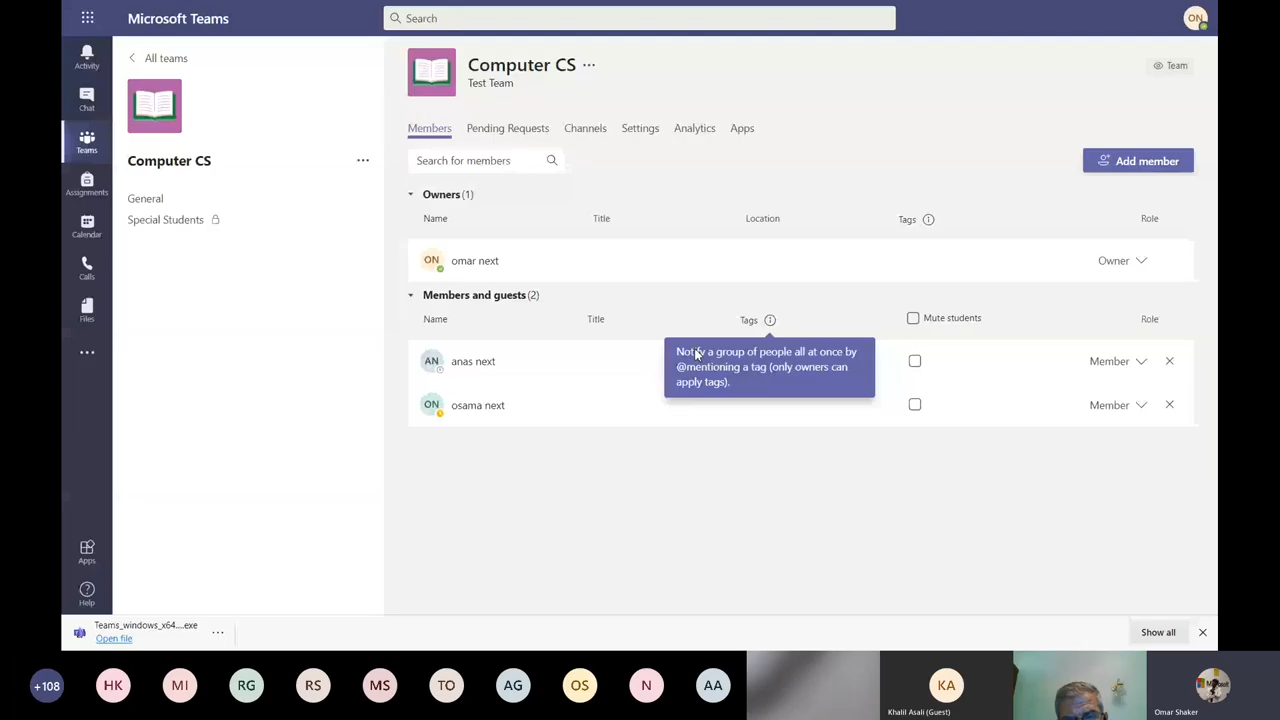 Microsoft Teams
Search
ON
Activity
Chat
Teams
Assignments
Calendar
Calls
Files
Apps
Help
All teams
Computer CS
General
Special Students
Computer CS
Test Team
Team
Members
Pending Requests
Channels
Settings
Analytics
Apps
Search for members
Add member
Owners (1)
Name Title Location Tags Role
ON omar next Owner
Members and guests (2)
Name Title Tags Mute students Role
Notify a group of people all at once by
@mentioning a tag (only owners can
apply tags).
AN anas next Member
ON osama next Member
Teams_windows_x64....exe
Open file
Show all
+108 HK MI RG RS MS TO AG OS N AA KA
Khalil Asali (Guest)
Omar Shaker